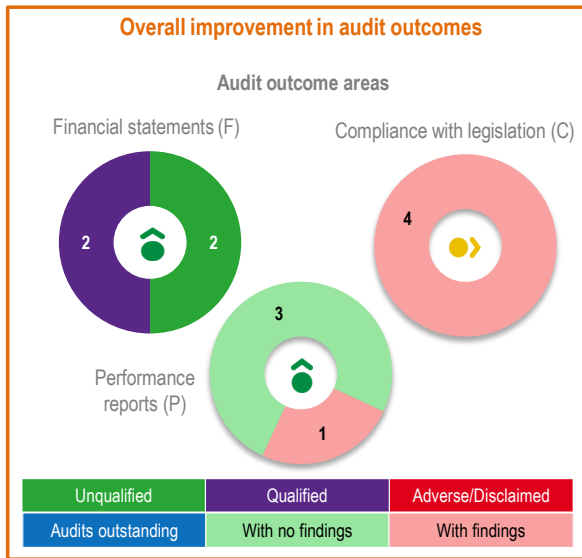 Overall improvement in audit outcomes
Audit outcome areas
Financial statements (F)
Compliance with legislation (C)
2
2
4
3
Performance
reports (P)
1
Unqualified
Qualified
Adverse/Disclaimed
Audits outstanding
With no findings
With findings